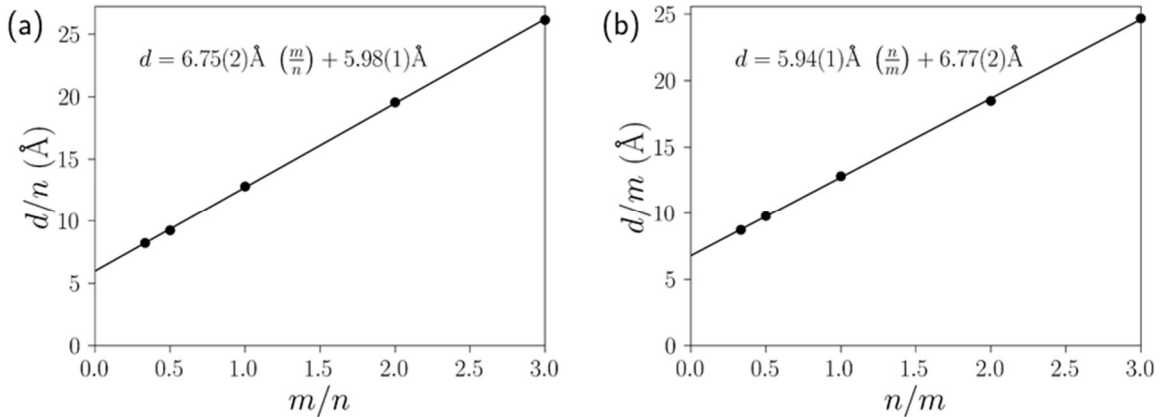 (a)
d = 6.75(2)Å (m/n) + 5.98(1)Å
d/n (Å)
25
20
15
10
5
0
0.0 0.5 1.0 1.5 2.0 2.5 3.0
m/n
(b)
d = 5.94(1)Å (n/m) + 6.77(2)Å
d/m (Å)
25
20
15
10
5
0
0.0 0.5 1.0 1.5 2.0 2.5 3.0
n/m